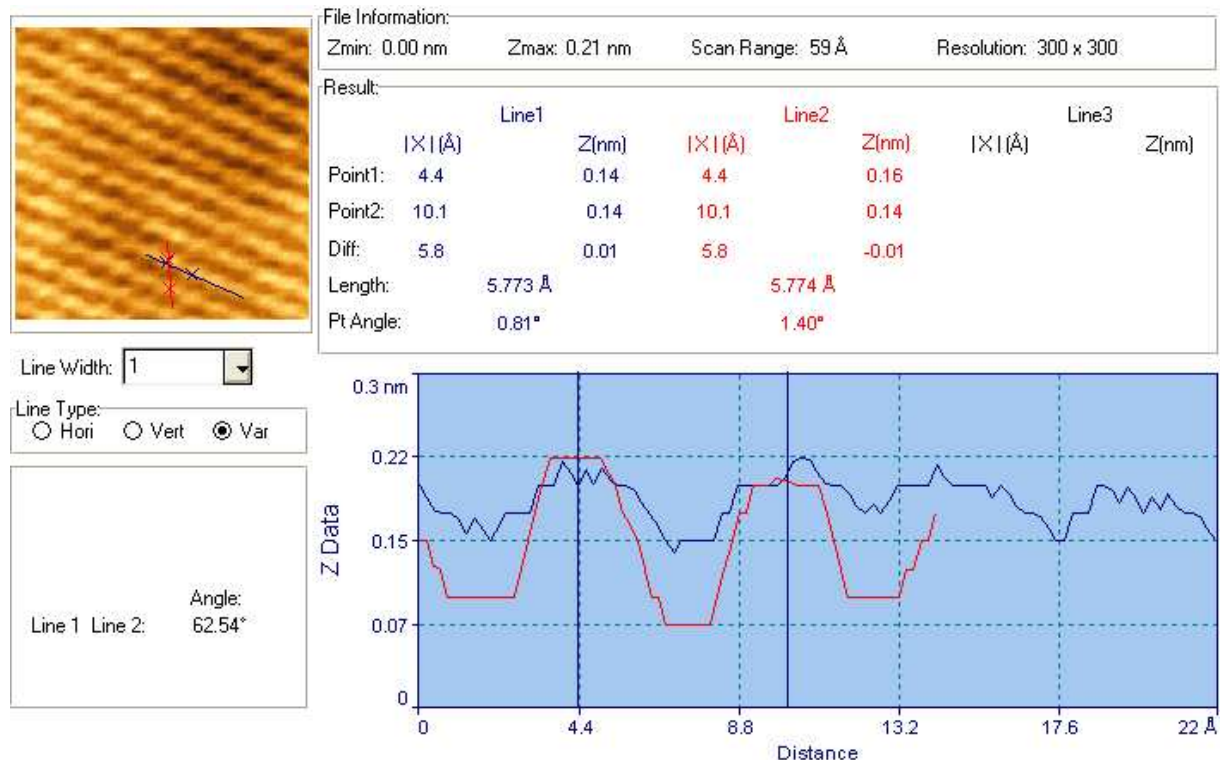 File Information:
Zmin: 0.00 nm Zmax: 0.21 nm Scan Range: 59 Å Resolution: 300 x 300
Result:
Line1 Line2 Line3
|X|(Å) Z(nm) |X|(Å) Z(nm) |X|(Å) Z(nm)
Point1: 4.4 0.14 4.4 0.16
Point2: 10.1 0.14 10.1 0.14
Diff: 5.8 0.01 5.8 -0.01
Length: 5.773 Å 5.774 Å
Pt Angle: 0.81° 1.40°
Line Width: 1
Line Type:
Hori Vert Var
Angle:
Line 1 Line 2: 62.54°
0.3 nm
0.22
0.15
0.07
0
Z Data
0 4.4 8.8 13.2 17.6 22 Å
Distance